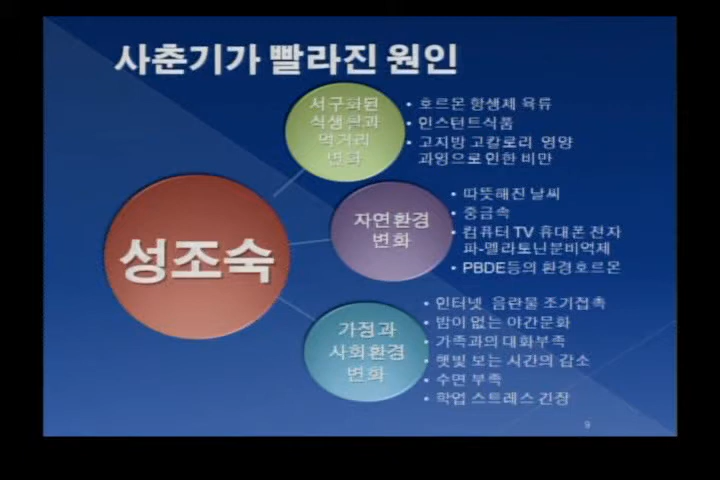 사춘기가 빨라진 원인
서구화된
식생활과
먹거리
변화
• 호르몬 항생제 육류
• 인스턴트식품
• 고지방 고칼로리 영양
과잉으로인한 비만
성조숙
자연환경
변화
• 따뜻해진 날씨
• 중금속
• 컴퓨터 TV 휴대폰 전자
파-멜라토닌분비억제
• PBDE등의 환경호르몬
가정과
사회환경
변화
• 인터넷 음란물 조기접촉
• 밤이 없는 야간문화
• 가족과의 대화부족
• 햇빛 보는 시간의 감소
• 수면 부족
• 학업 스트레스 긴장
9